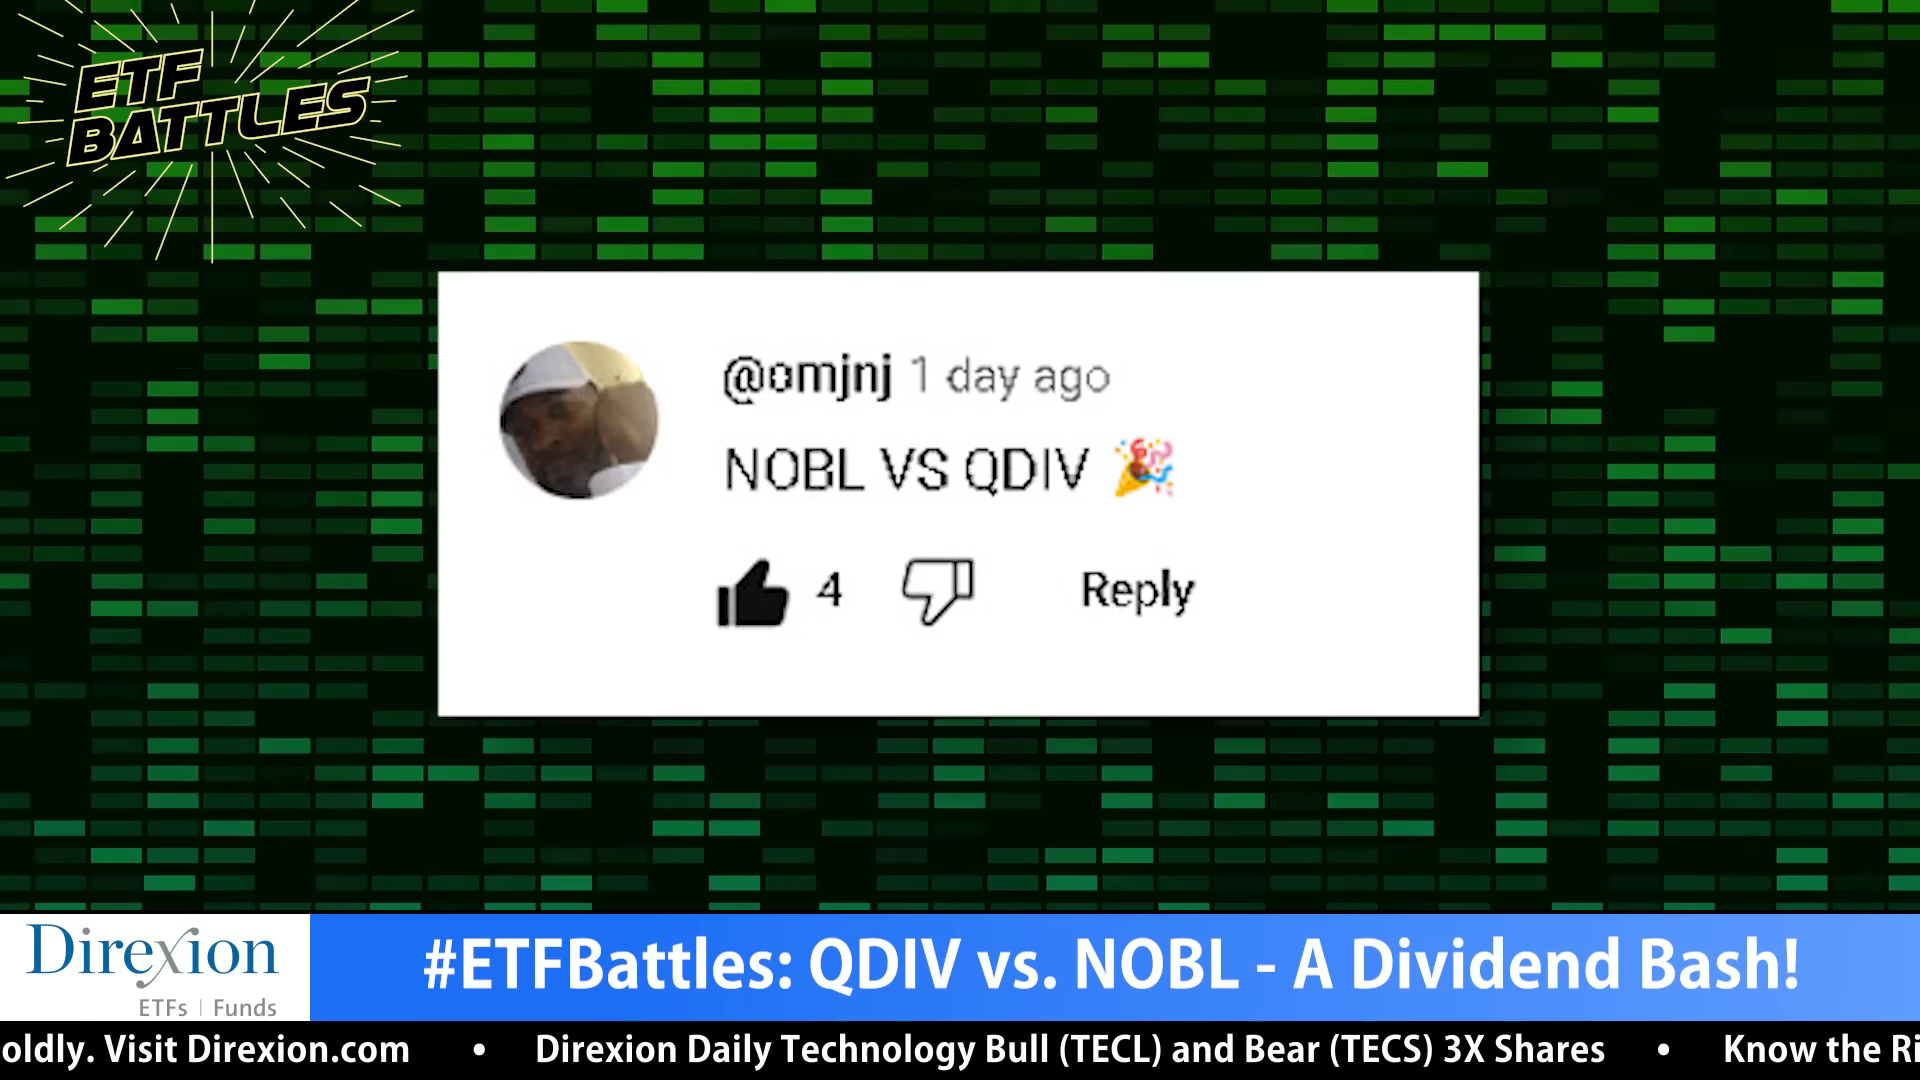 ETF
BATTLES
@omjnj 1 day ago
NOBL VS QDIV 🎉
4 Reply
Direxion
ETFs | Funds
#ETFBattles: QDIV vs. NOBL - A Dividend Bash!
oldly. Visit Direxion.com • Direxion Daily Technology Bull (TECL) and Bear (TECS) 3X Shares • Know the Ri